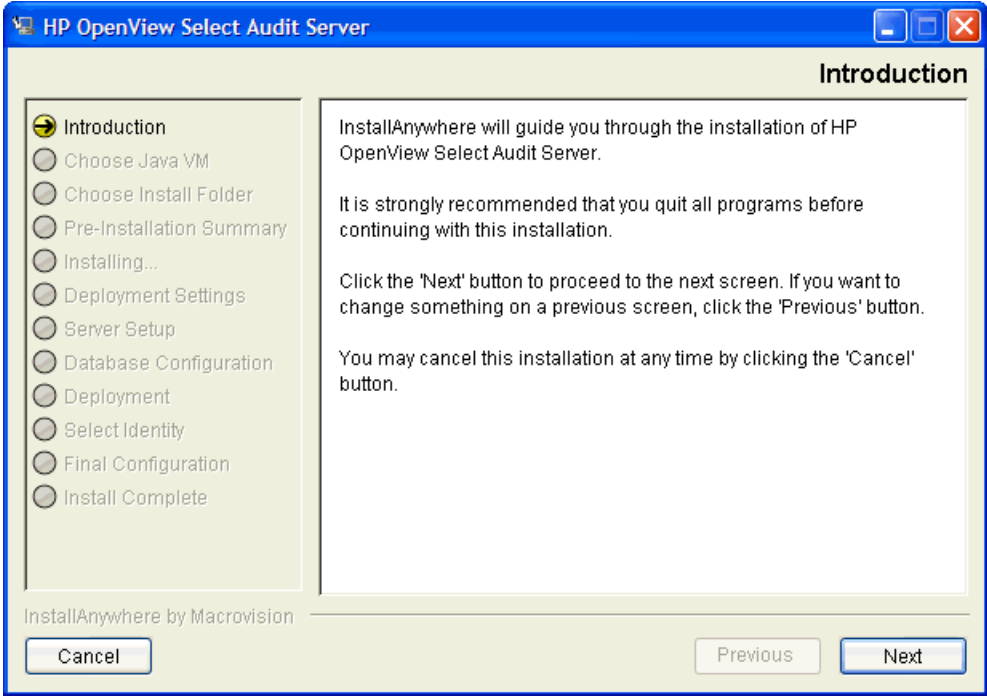 HP OpenView Select Audit Server
Introduction
Introduction
Choose Java VM
Choose Install Folder
Pre-Installation Summary
Installing...
Deployment Settings
Server Setup
Database Configuration
Deployment
Select Identity
Final Configuration
Install Complete
InstallAnywhere will guide you through the installation of HP
OpenView Select Audit Server.
It is strongly recommended that you quit all programs before
continuing with this installation.
Click the 'Next' button to proceed to the next screen. If you want to
change something on a previous screen, click the 'Previous' button.
You may cancel this installation at any time by clicking the 'Cancel'
button.
InstallAnywhere by Macrovision
Cancel
Previous
Next